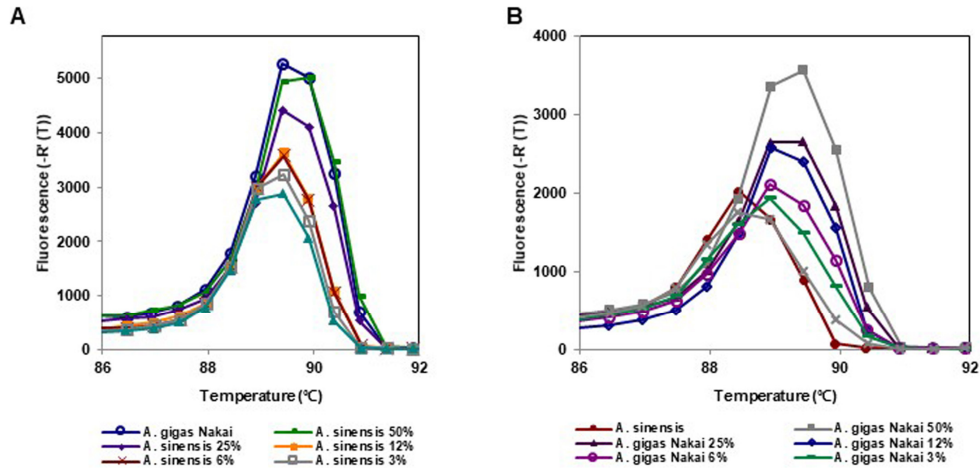 A
B
Fluorescence (-R' (T))
5000
4000
3000
2000
1000
0
86
88
90
92
Temperature (℃)
A. gigas Nakai
A. sinensis 50%
A. sinensis 25%
A. sinensis 12%
A. sinensis 6%
A. sinensis 3%
Fluorescence (-R' (T))
4000
3000
2000
1000
0
86
88
90
92
Temperature (℃)
A. sinensis
A. gigas Nakai 50%
A. gigas Nakai 25%
A. gigas Nakai 12%
A. gigas Nakai 6%
A. gigas Nakai 3%